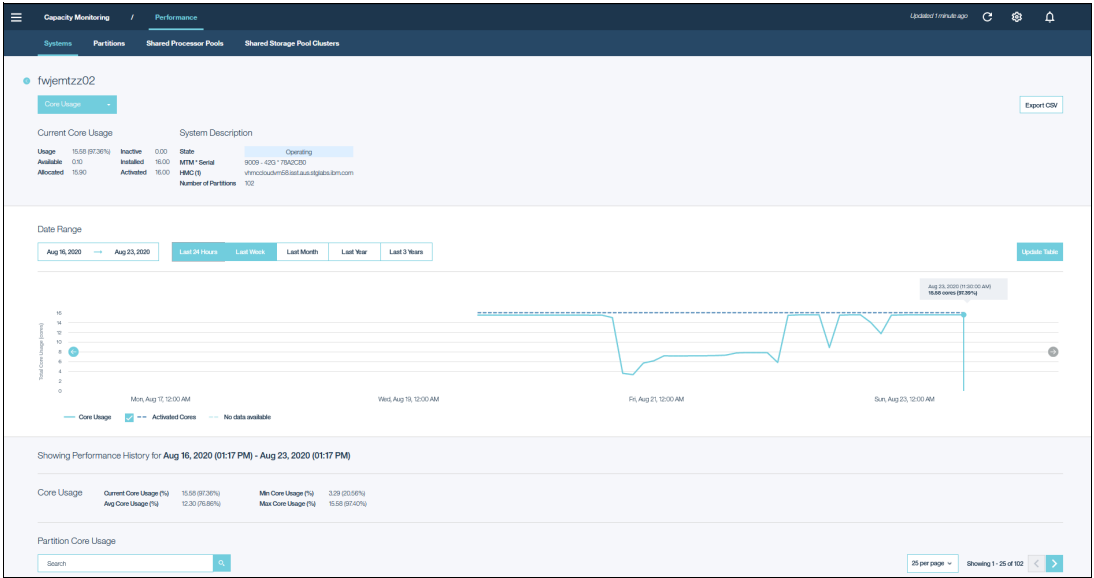 Capacity Monitoring / Performance
Updated 1 minute ago
Systems Partitions Shared Processor Pools Shared Storage Pool Clusters
fwjemtzz02
Core Usage
Export CSV
Current Core Usage System Description
Usage 15.58 (97.36%) Inactive 0.00 State Operating
Available 0.10 Installed 16.00 MTM * Serial 9009 - 42G * 78A2CB0
Allocated 15.90 Activated 16.00 HMC (1) vhmccloudvm58.last.aus.stglabs.ibm.com
Number of Partitions 102
Date Range
Aug 16, 2020 → Aug 23, 2020 Last 24 Hours Last Week Last Month Last Year Last 3 Years Update Table
Aug 23, 2020 (11:30:00 AM)
15.58 cores (97.39%)
Total Core Usage (cores)
16
14
12
10
8
6
4
2
0
Mon, Aug 17, 12:00 AM Wed, Aug 19, 12:00 AM Fri, Aug 21, 12:00 AM Sun, Aug 23, 12:00 AM
Core Usage Activated Cores No data available
Showing Performance History for Aug 16, 2020 (01:17 PM) - Aug 23, 2020 (01:17 PM)
Core Usage Current Core Usage (%) 15.58 (97.36%) Min Core Usage (%) 3.29 (20.56%)
Avg Core Usage (%) 12.30 (76.86%) Max Core Usage (%) 15.58 (97.40%)
Partition Core Usage
Search 25 per page Showing 1 - 25 of 102